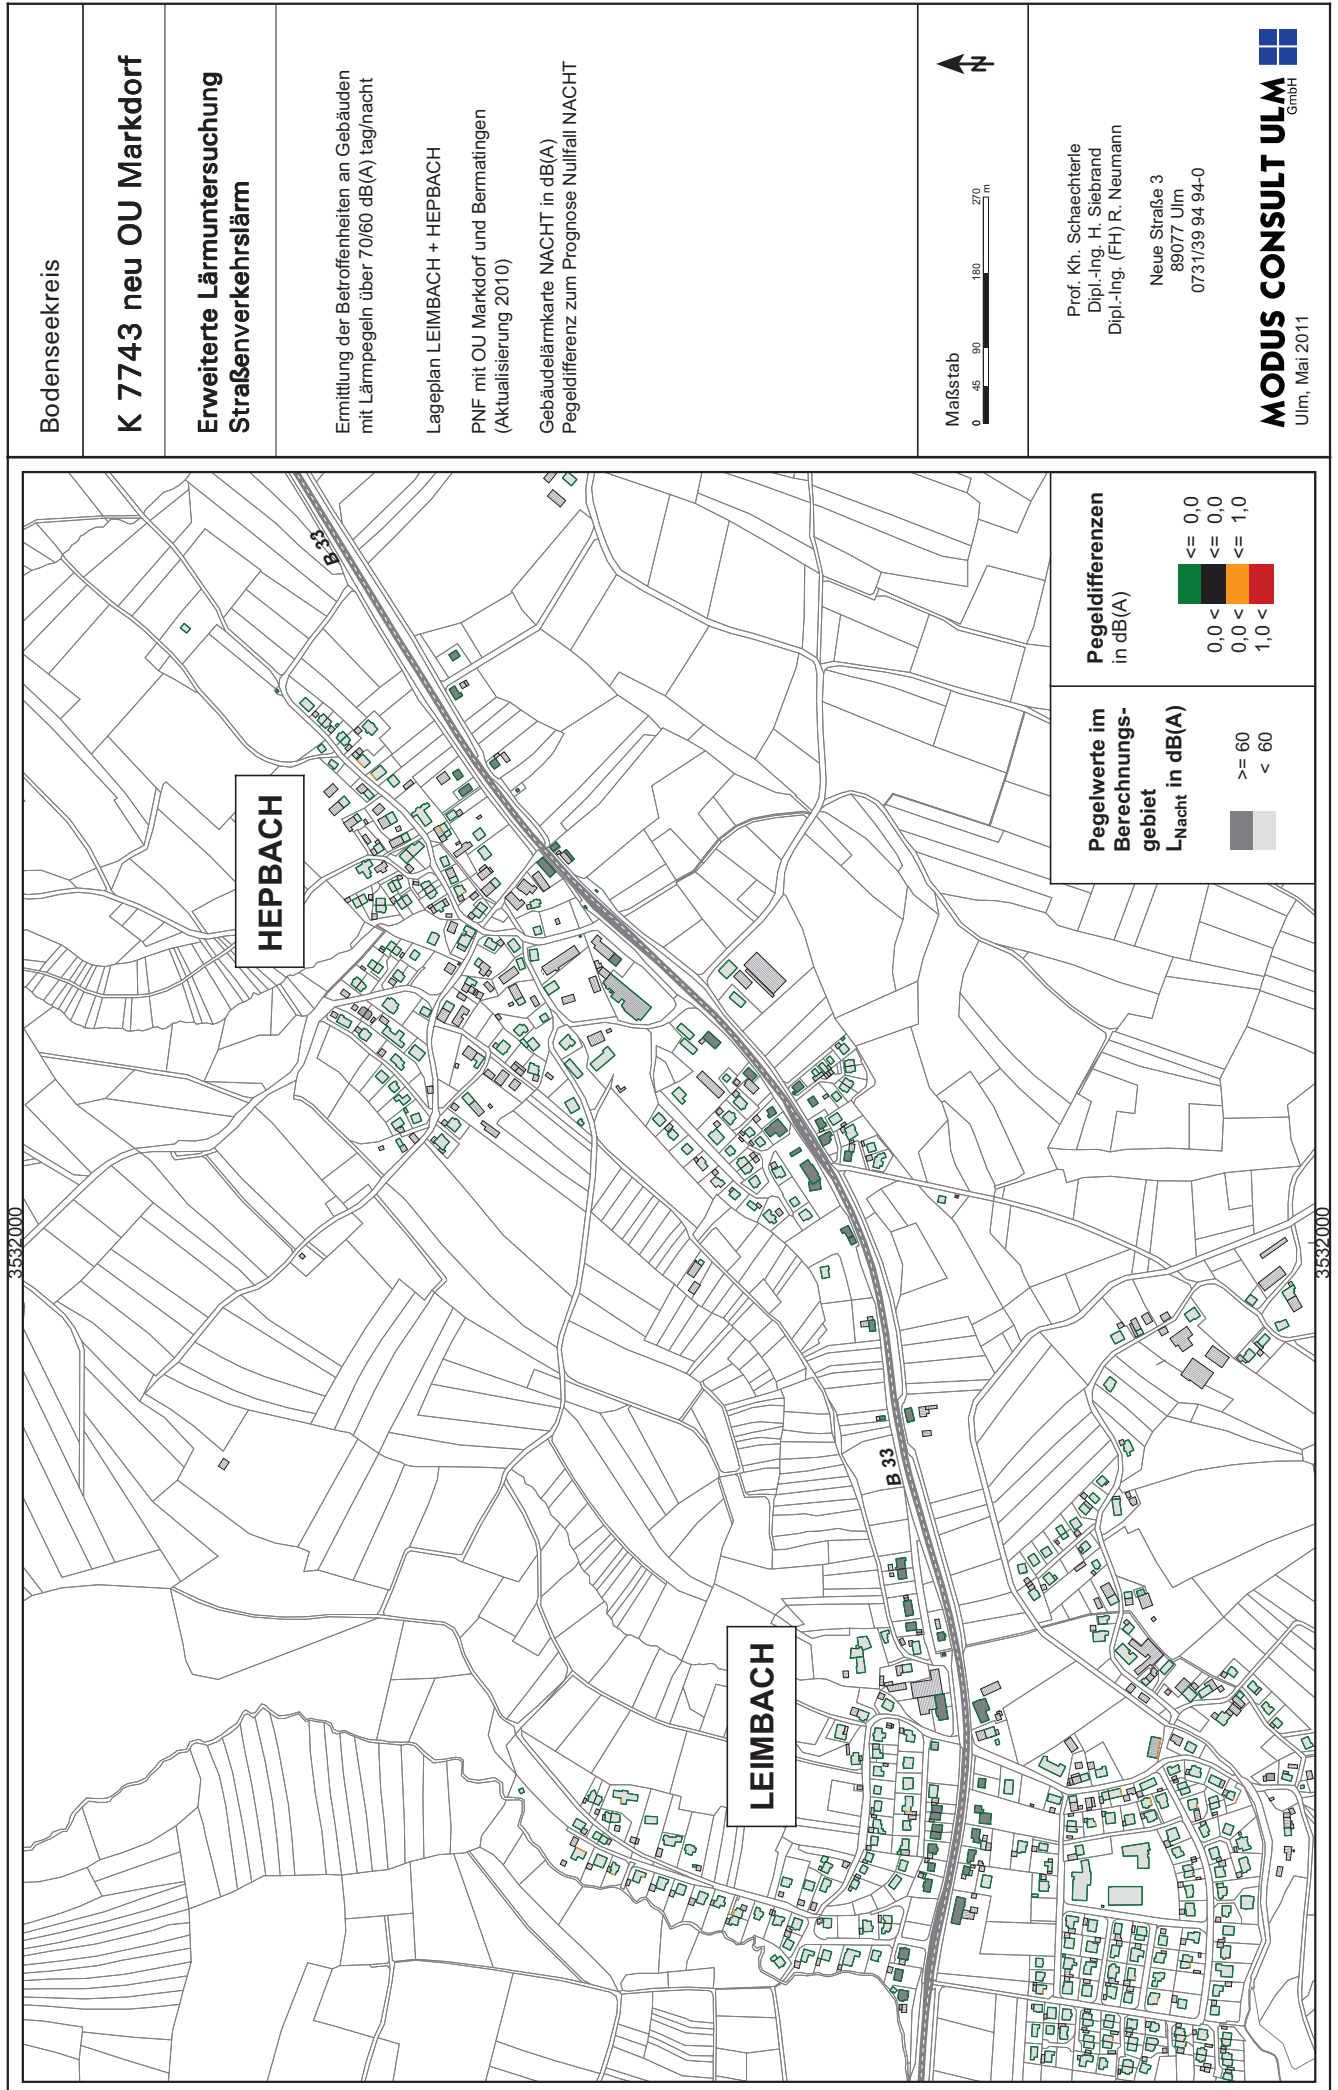 Bodenseekreis
K 7743 neu OU Markdorf
Erweiterte Lärmuntersuchung
Straßenverkehrslärm
Ermittlung der Betroffenheiten an Gebäuden
mit Lärmpegeln über 70/60 dB(A) tag/nacht
Lageplan LEIMBACH + HEPBACH
PNF mit OU Markdorf und Bermatingen
(Aktualisierung 2010)
Gebäudelärmkarte NACHT in dB(A)
Pegeldifferenz zum Prognose Nullfall NACHT
Maßstab
0 45 90 180 270
m
N
Prof. Kh. Schaechterle
Dipl.-Ing. H. Siebrand
Dipl.-Ing. (FH) R. Neumann
Neue Straße 3
89077 Ulm
0731/39 94 94-0
MODUS CONSULT ULM
GmbH
Ulm, Mai 2011
3532000
B 33
HEPBACH
LEIMBACH
B 33
3532000
Pegelwerte im
Berechnungs-
gebiet
LNacht in dB(A)
>= 60
< 60
Pegeldifferenzen
in dB(A)
<= 0,0
0,0 < <= 0,0
0,0 < <= 1,0
1,0 <